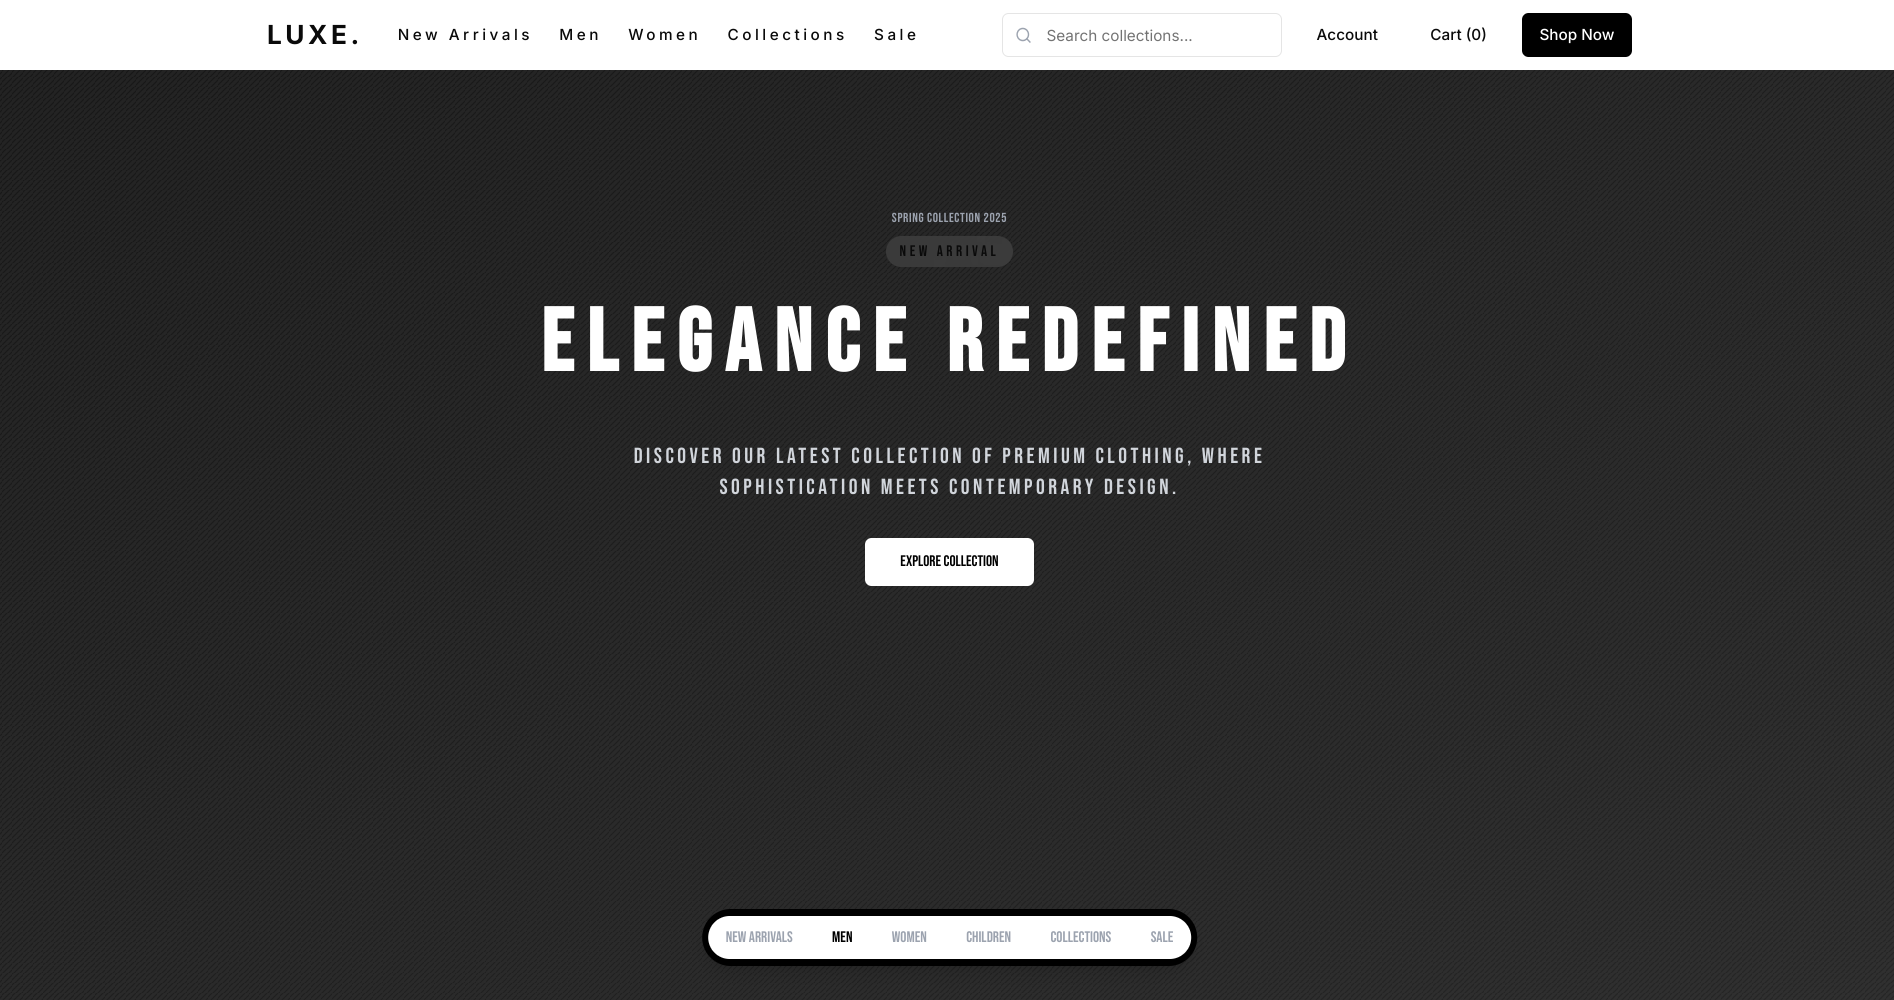 LUXE.
New Arrivals Men Women Collections Sale
Search collections...
Account
Cart (0)
Shop Now
SPRING COLLECTION 2025
NEW ARRIVAL
ELEGANCE REDEFINED
DISCOVER OUR LATEST COLLECTION OF PREMIUM CLOTHING, WHERE
SOPHISTICATION MEETS CONTEMPORARY DESIGN.
EXPLORE COLLECTION
NEW ARRIVALS MEN WOMEN CHILDREN COLLECTIONS SALE